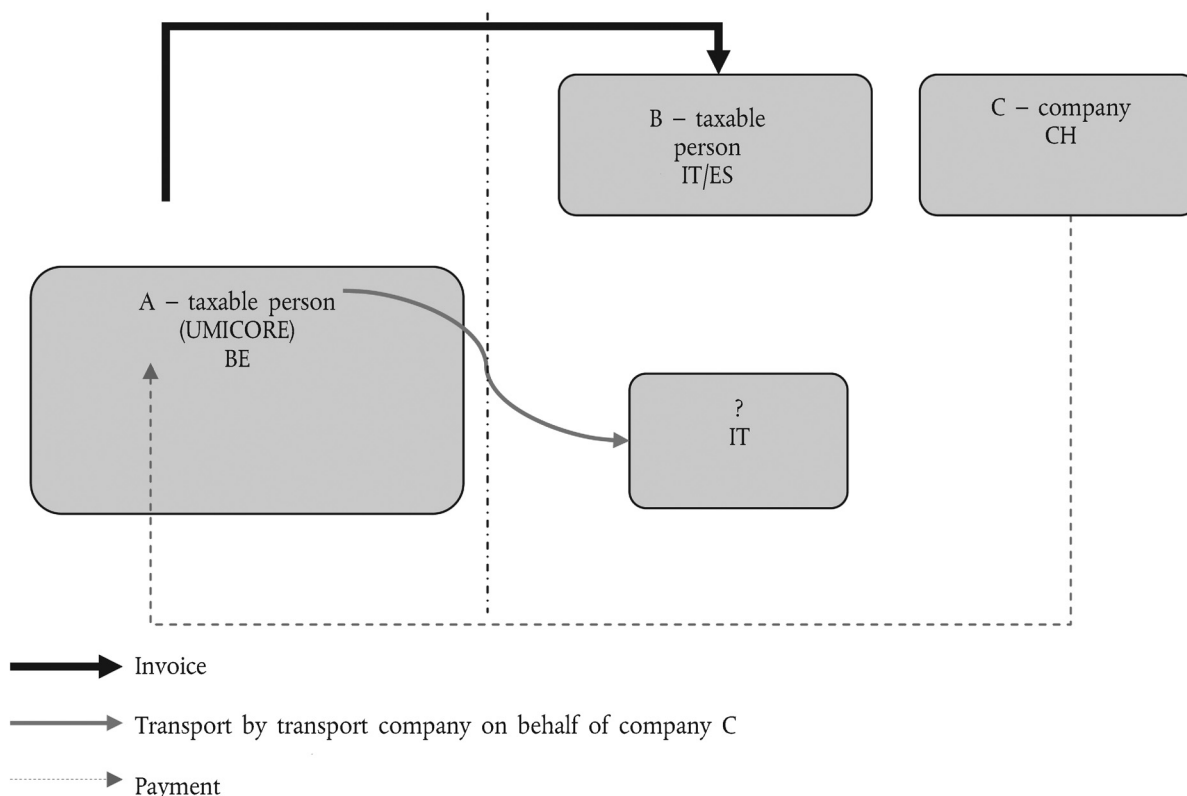 B – taxable
person
IT/ES
C – company
CH
A – taxable person
(UMICORE)
BE
?
IT
Invoice
Transport by transport company on behalf of company C
Payment